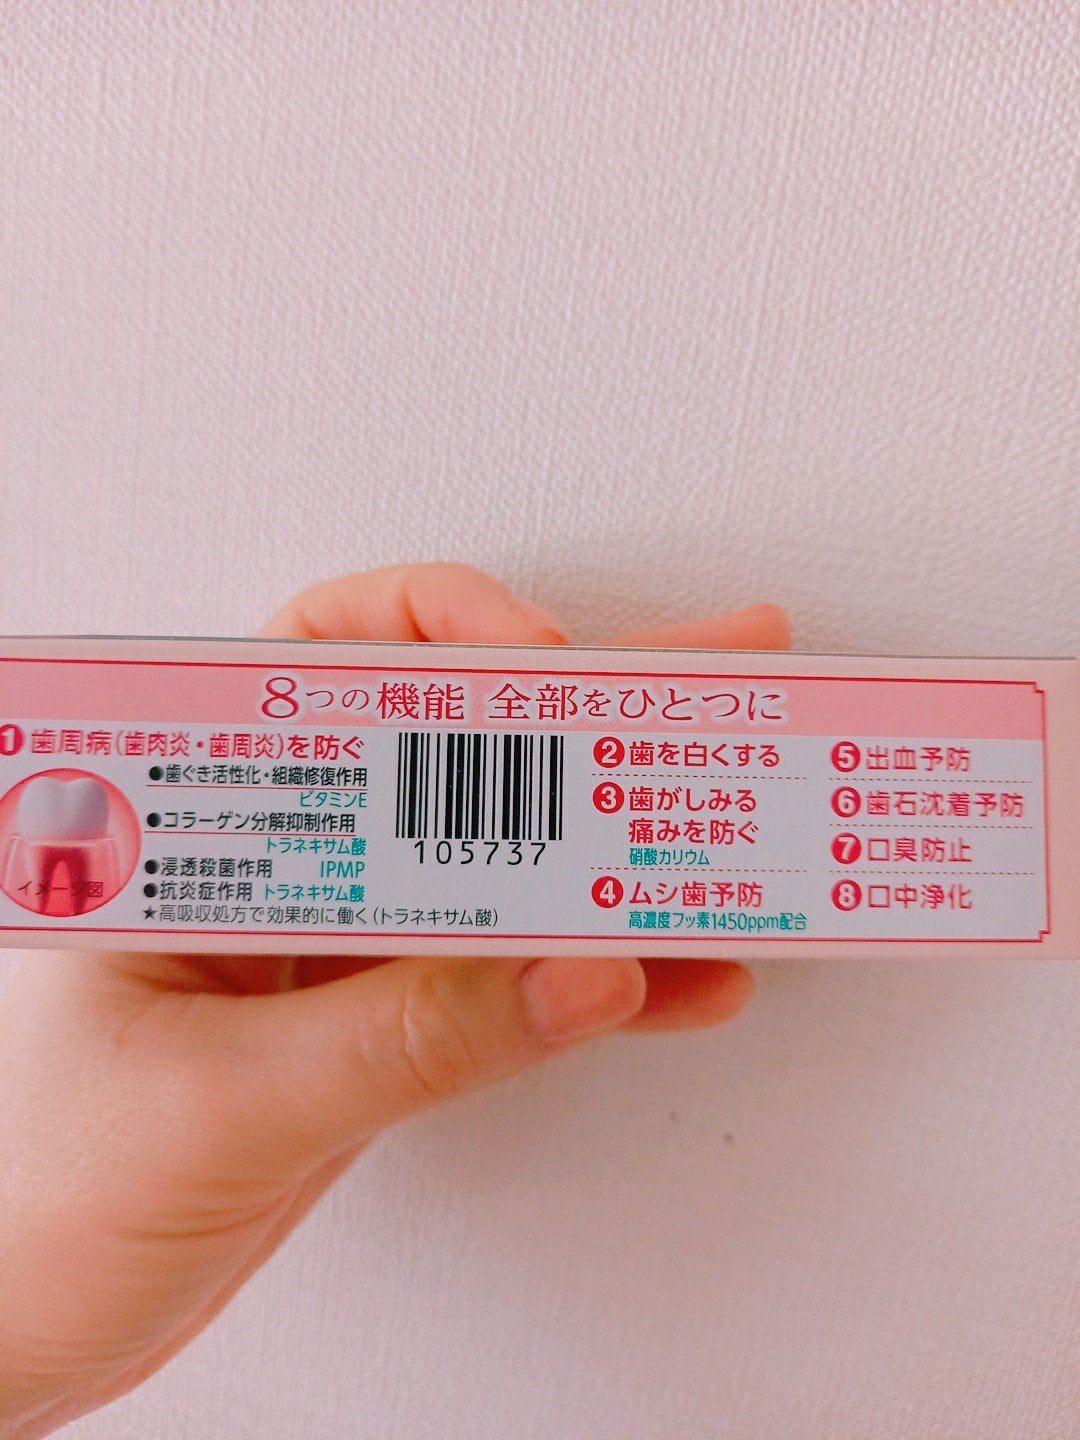 8つの機能 全部をひとつに
1 歯周病(歯肉炎・歯周炎)を防ぐ
●歯ぐき活性化・組織修復作用
ビタミンE
●コラーゲン分解抑制作用
トラネキサム酸
●浸透殺菌作用 IPMP
●抗炎症作用 トラネキサム酸
★高吸収処方で効果的に働く(トラネキサム酸)
イメージ図
105737
2 歯を白くする
3 歯がしみる
痛みを防ぐ
硝酸カリウム
4 ムシ歯予防
高濃度フッ素1450ppm配合
5 出血予防
6 歯石沈着予防
7 口臭防止
8 口中浄化